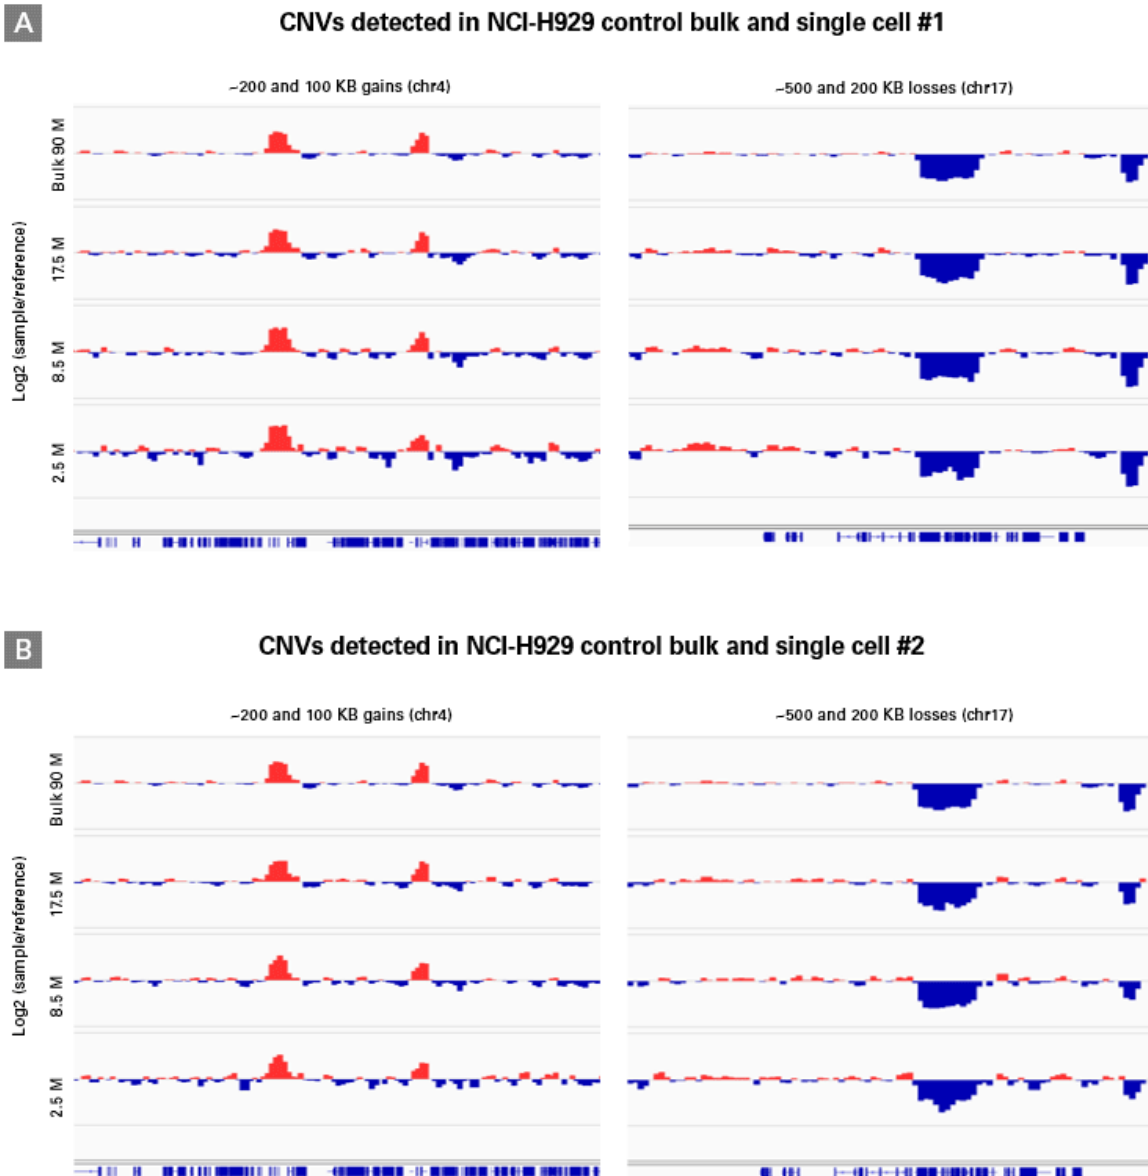 A
CNVs detected in NCI-H929 control bulk and single cell #1
~200 and 100 KB gains (chr4)
~500 and 200 KB losses (chr17)
Log2 (sample/reference)
Bulk 90 M
17.5 M
8.5 M
2.5 M
B
CNVs detected in NCI-H929 control bulk and single cell #2
~200 and 100 KB gains (chr4)
~500 and 200 KB losses (chr17)
Log2 (sample/reference)
Bulk 90 M
17.5 M
8.5 M
2.5 M